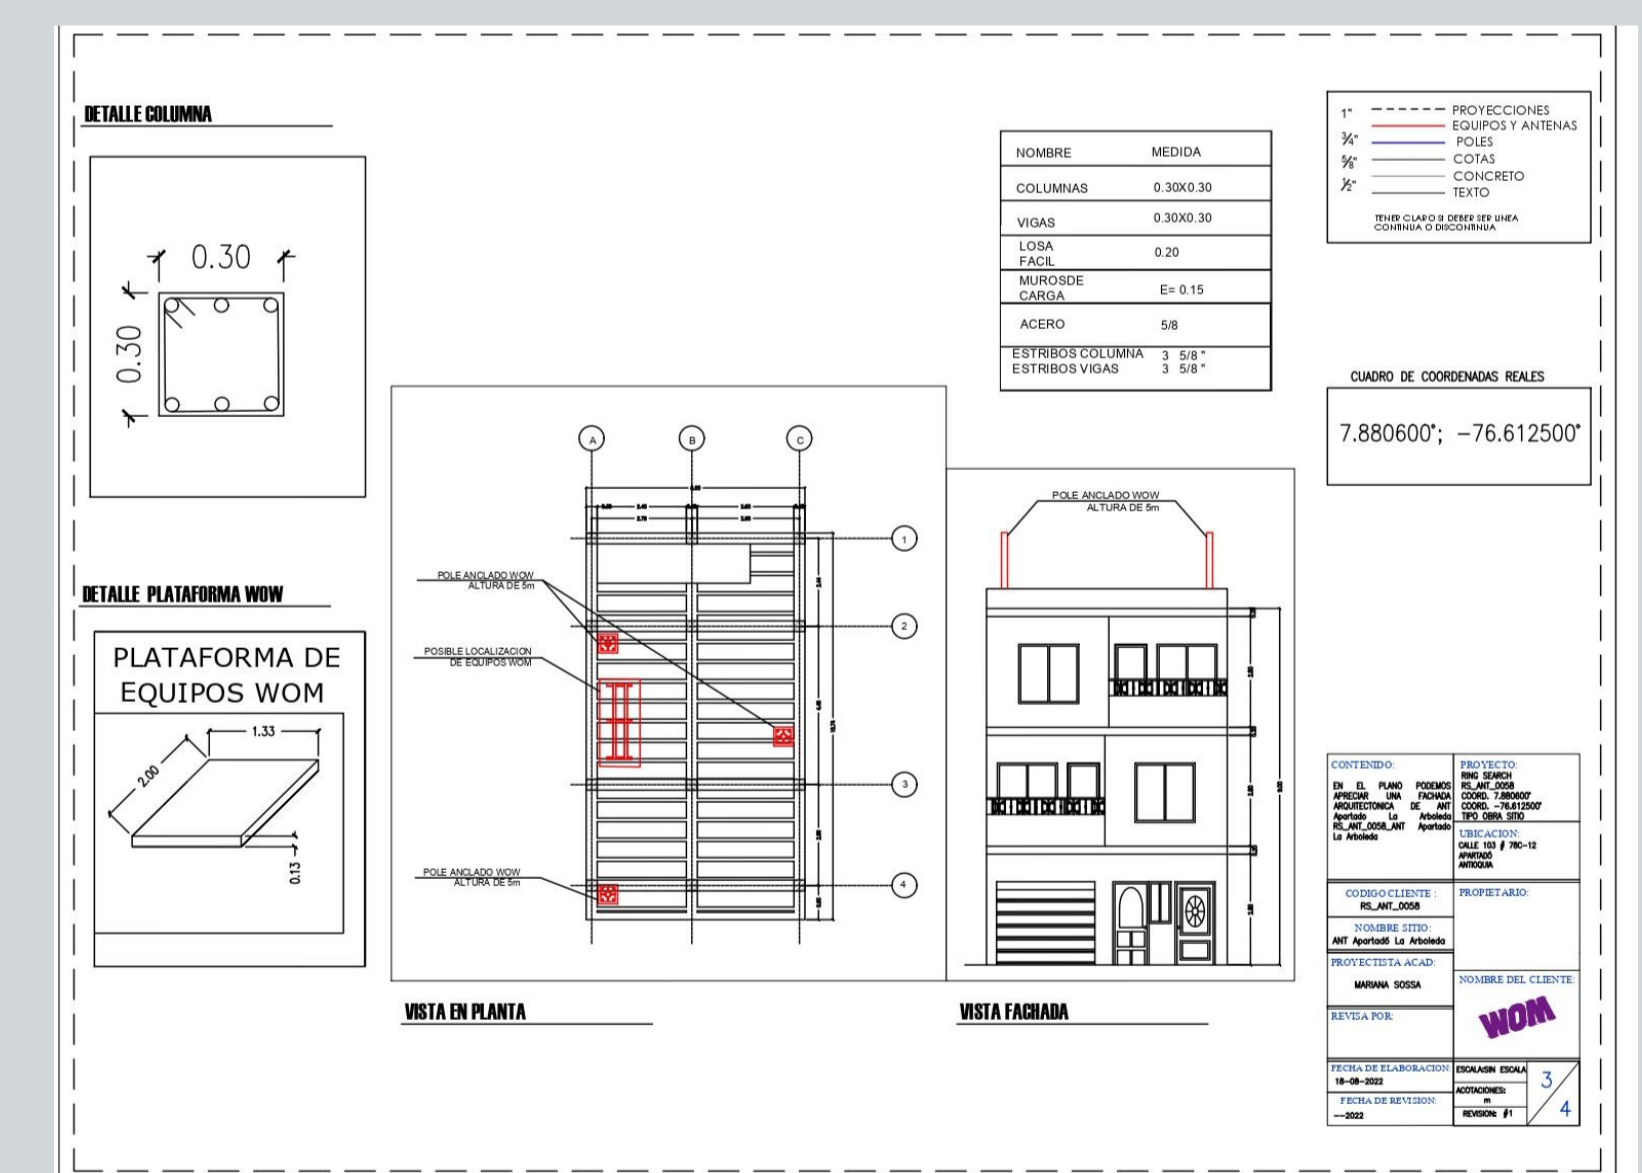 DETALLE COLUMNA
0.30
0.30
DETALLE PLATAFORMA WOW
PLATAFORMA DE
EQUIPOS WOM
1.33
2.00
0.13
A
B
C
1
2
3
4
POLE ANCLADO WOW
ALTURA DE 5m
POSIBLE LOCALIZACION
DE EQUIPOS WOM
POLE ANCLADO WOW
ALTURA DE 5m
VISTA EN PLANTA
NOMBRE MEDIDA
COLUMNAS 0.30X0.30
VIGAS 0.30X0.30
LOSA
FACIL 0.20
MUROSDE
CARGA E= 0.15
ACERO 5/8
ESTRIBOS COLUMNA 3 5/8 "
ESTRIBOS VIGAS 3 5/8 "
POLE ANCLADO WOW
ALTURA DE 5m
VISTA FACHADA
1" PROYECCIONES
EQUIPOS Y ANTENAS
3/4" POLES
5/8" COTAS
CONCRETO
1/2" TEXTO
TENER CLARO SI DEBER SER LINEA
CONTINUA O DISCONTINUA
CUADRO DE COORDENADAS REALES
7.880600°; -76.612500°
CONTENIDO:
EN EL PLANO PODEMOS
APRECIAR UNA FACHADA
ARQUITECTONICA DE ANT
Apartado La Arboleda
RS_ANT_0058_ANT Apartado
La Arboleda
PROYECTO:
RING SEARCH
RS_ANT_0058
COORD. 7.880600°
COORD. -76.612500°
TIPO OBRA SITIO
UBICACION:
CALLE 103 # 78C-12
APARTADÓ
ANTIOQUIA
CODIGO CLIENTE :
RS_ANT_0058
PROPIETARIO:
NOMBRE SITIO:
ANT Apartadó La Arboleda
PROYECTISTA ACAD:
MARIANA SOSSA
NOMBRE DEL CLIENTE:
WOM
REVISA POR:
FECHA DE ELABORACION:
18-08-2022
FECHA DE REVISION:
--2022
ESCALA:SIN ESCALA
ACOTACIONES:
m
REVISION: #1
3/4